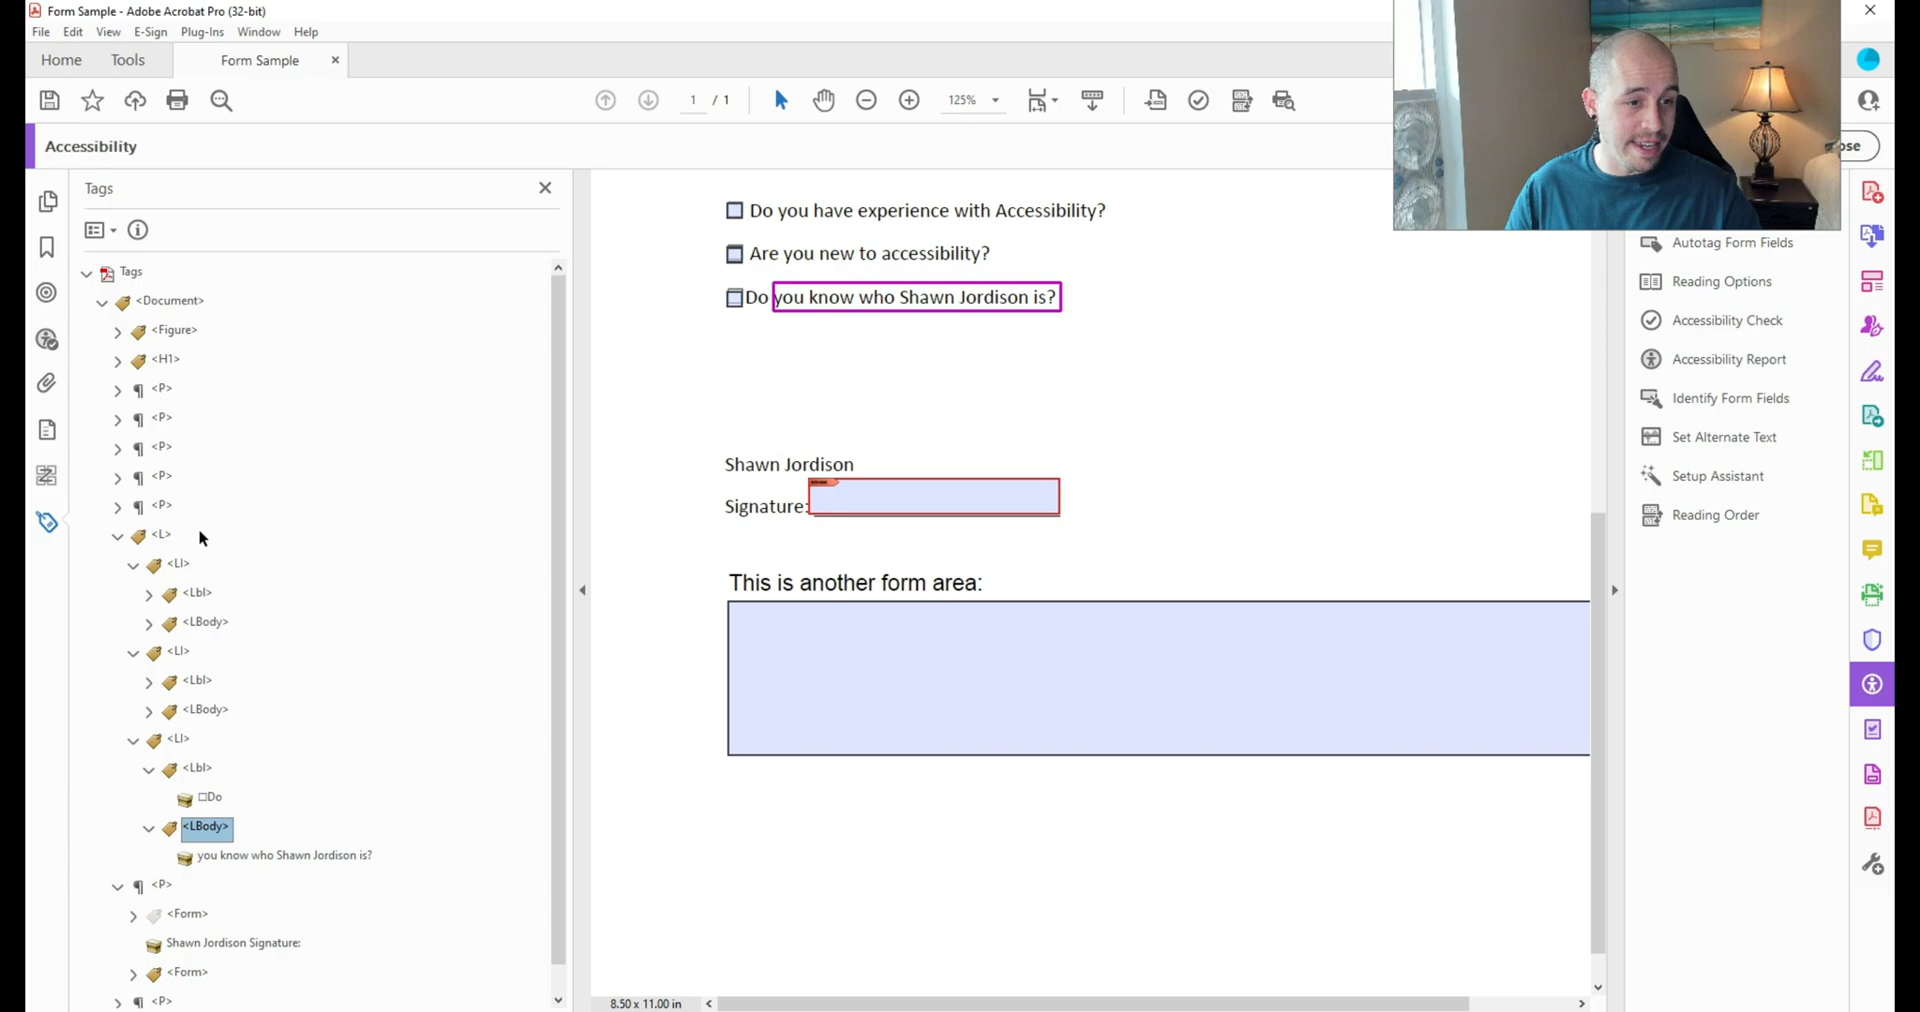 Form Sample - Adobe Acrobat Pro (32-bit)
File Edit View E-Sign Plug-Ins Window Help
Home Tools Form Sample
1 / 1 125%
Accessibility
ose
Tags
Tags
<Document>
<Figure>
<H1>
<P>
<P>
<P>
<P>
<P>
<L>
<LI>
<Lbl>
<LBody>
<LI>
<Lbl>
<LBody>
<LI>
<Lbl>
□Do
<LBody>
you know who Shawn Jordison is?
<P>
<Form>
Shawn Jordison Signature:
<Form>
<P>
Do you have experience with Accessibility?
Are you new to accessibility?
Do you know who Shawn Jordison is?
Shawn Jordison
Signature:
This is another form area:
8.50 x 11.00 in
Autotag Form Fields
Reading Options
Accessibility Check
Accessibility Report
Identify Form Fields
Set Alternate Text
Setup Assistant
Reading Order